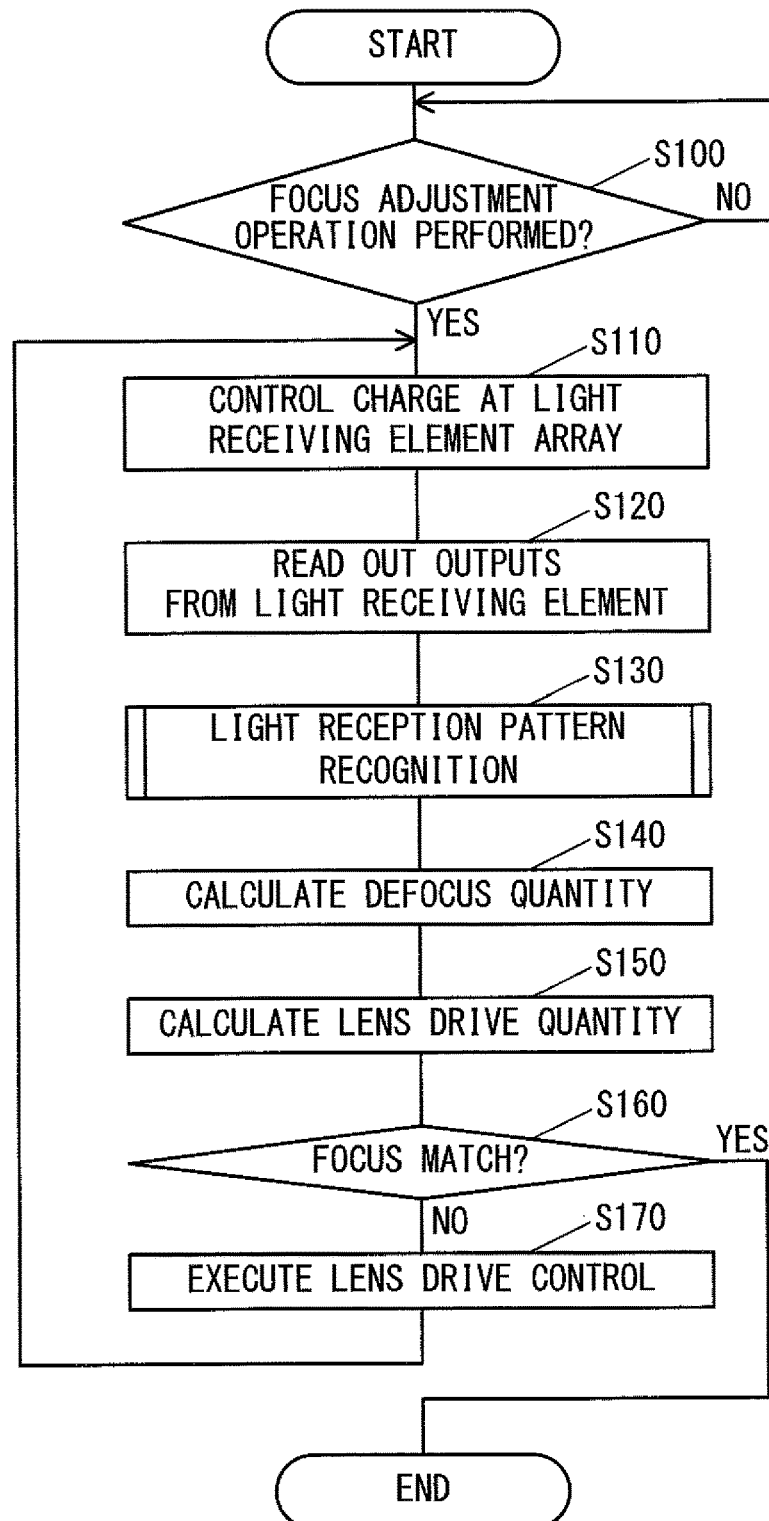 START
S100
FOCUS ADJUSTMENT
OPERATION PERFORMED?
NO
YES
S110
CONTROL CHARGE AT LIGHT
RECEIVING ELEMENT ARRAY
S120
READ OUT OUTPUTS
FROM LIGHT RECEIVING ELEMENT
S130
LIGHT RECEPTION PATTERN
RECOGNITION
S140
CALCULATE DEFOCUS QUANTITY
S150
CALCULATE LENS DRIVE QUANTITY
S160
FOCUS MATCH?
YES
NO
S170
EXECUTE LENS DRIVE CONTROL
END